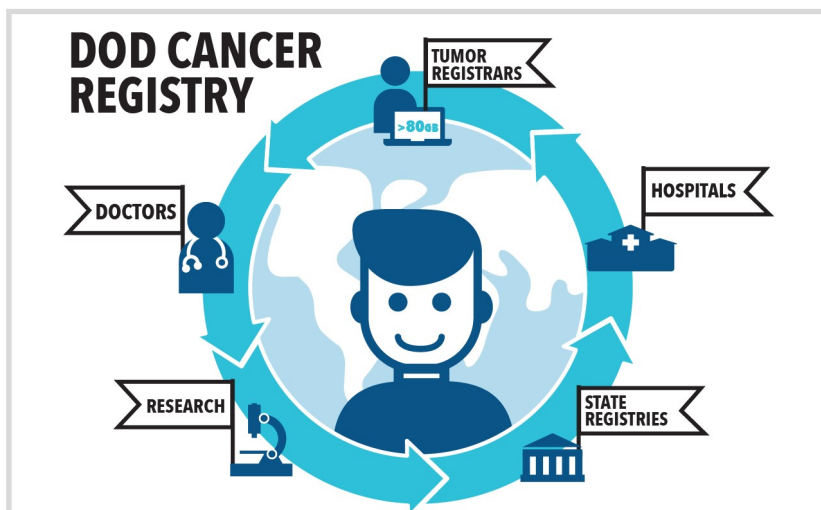 DOD CANCER
REGISTRY
TUMOR
REGISTRARS
>80GB
DOCTORS
HOSPITALS
RESEARCH
STATE
REGISTRIES